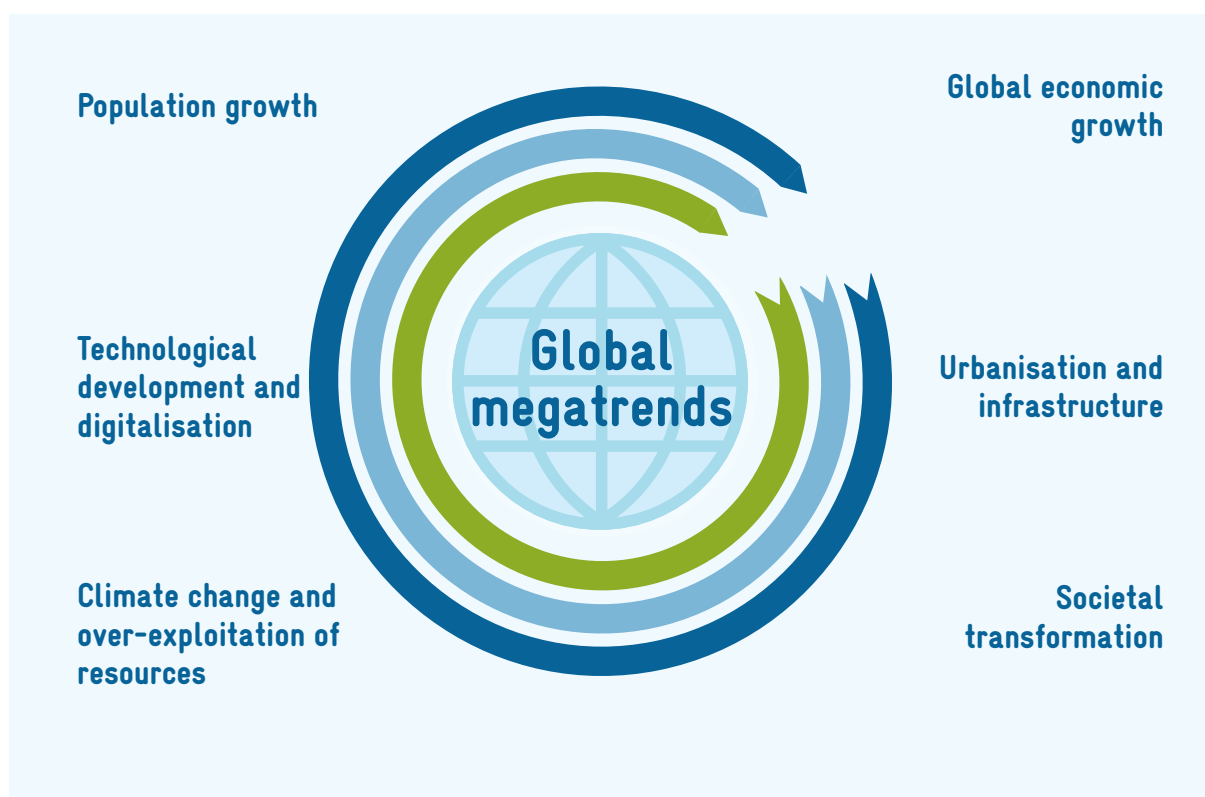 Population growth
Technological
development and
digitalisation
Climate change and
over-exploitation of
resources
Global
megatrends
Global economic
growth
Urbanisation and
infrastructure
Societal
transformation